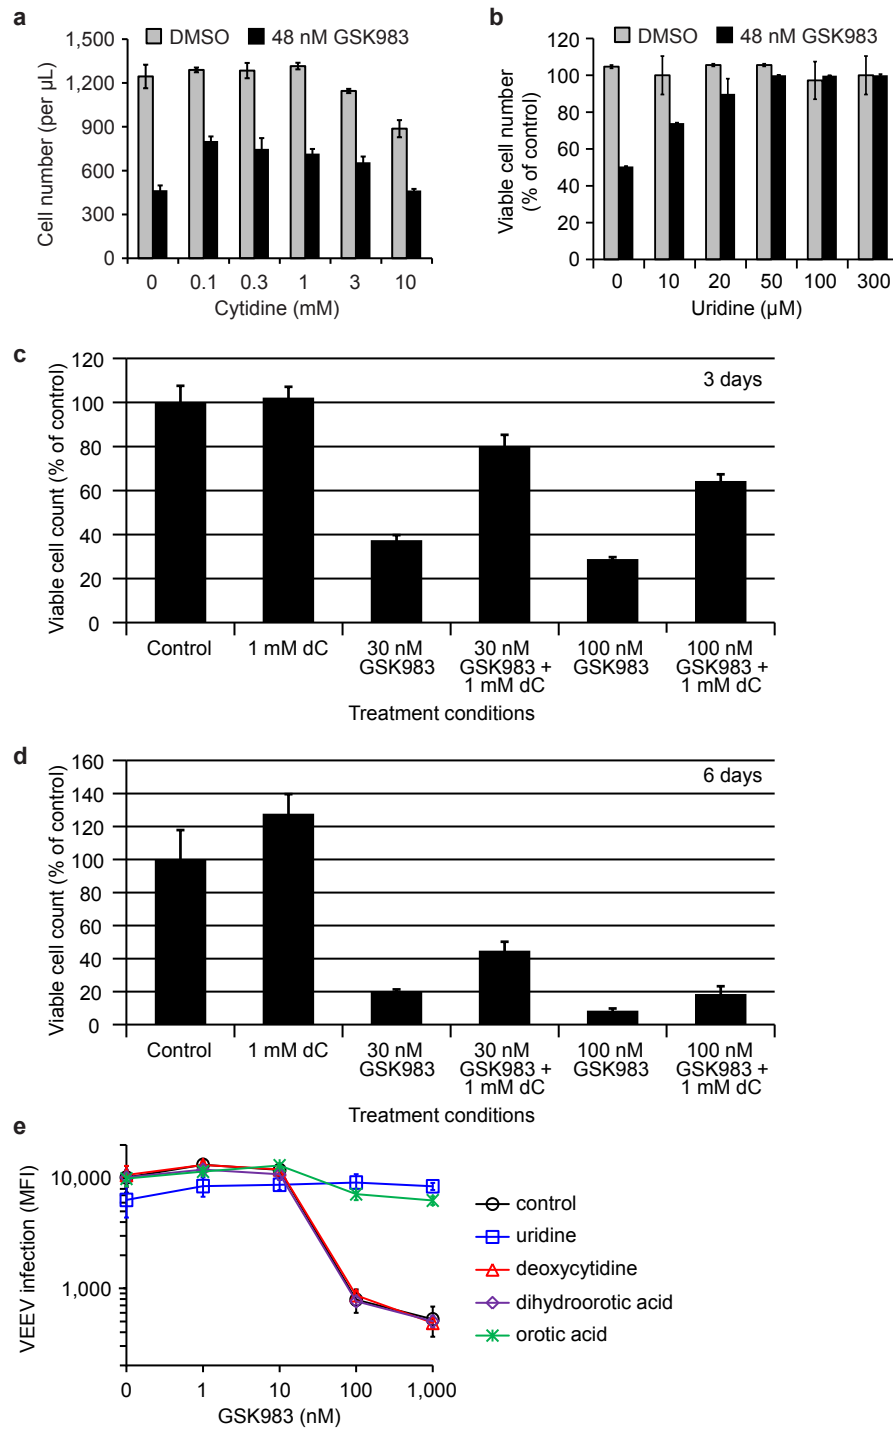 a
DMSO 48 nM GSK983
Cell number (per µL)
1,500
1,200
900
600
300
0
0 0.1 0.3 1 3 10
Cytidine (mM)
b
DMSO 48 nM GSK983
Viable cell number
(% of control)
120
100
80
60
40
120
0
0 10 20 50 100 300
Uridine (µM)
c
3 days
Viable cell count (% of control)
120
100
80
60
40
20
0
Control 1 mM dC 30 nM 30 nM 100 nM 100 nM
GSK983 GSK983 + GSK983 GSK983 +
1 mM dC 1 mM dC
Treatment conditions
d
6 days
Viable cell count (% of control)
160
140
120
100
80
60
40
20
0
Control 1 mM dC 30 nM 30 nM 100 nM 100 nM
GSK983 GSK983 + GSK983 GSK983 +
1 mM dC 1 mM dC
Treatment conditions
e
VEEV infection (MFI)
10,000
1,000
0 1 10 100 1,000
GSK983 (nM)
control
uridine
deoxycytidine
dihydroorotic acid
orotic acid